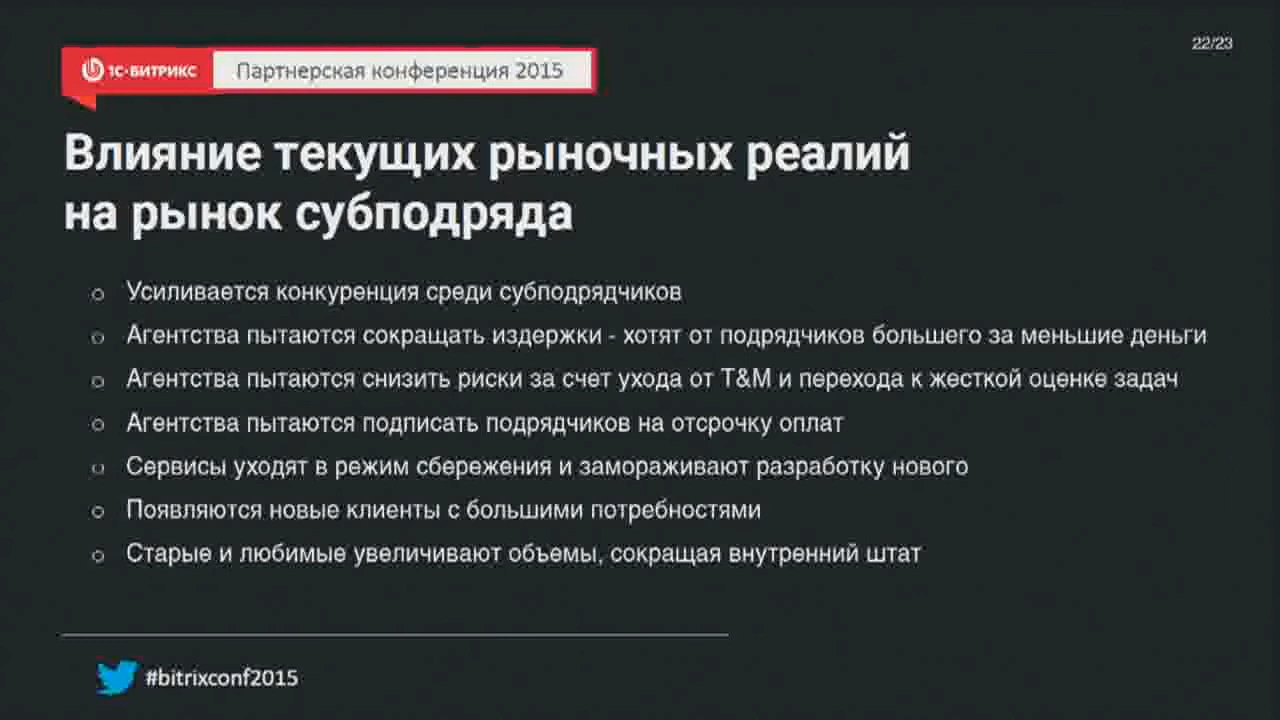 22/23
1С-БИТРИКС Партнерская конференция 2015
Влияние текущих рыночных реалий
на рынок субподряда
Усиливается конкуренция среди субподрядчиков
Агентства пытаются сокращать издержки - хотят от подрядчиков большего за меньшие деньги
Агентства пытаются снизить риски за счет ухода от T&M и перехода к жесткой оценке задач
Агентства пытаются подписать подрядчиков на отсрочку оплат
Сервисы уходят в режим сбережения и замораживают разработку нового
Появляются новые клиенты с большими потребностями
Старые и любимые увеличивают объемы, сокращая внутренний штат
#bitrixconf2015